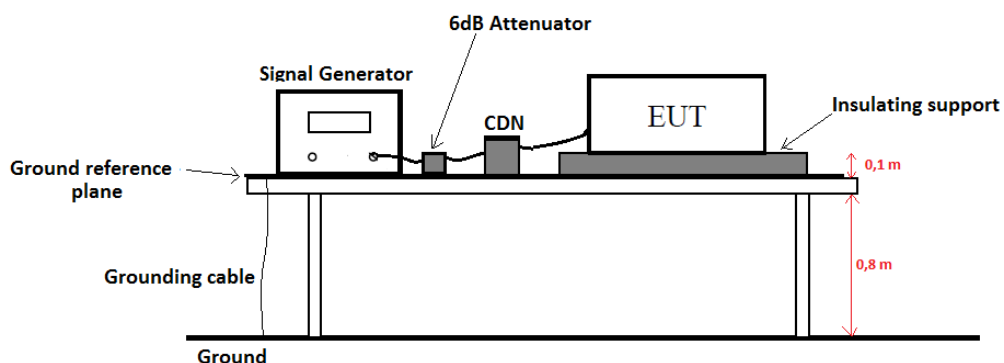 6dB Attenuator
Signal Generator
CDN
EUT
Insulating support
Ground reference
plane
0,1 m
Grounding cable
0,8 m
Ground